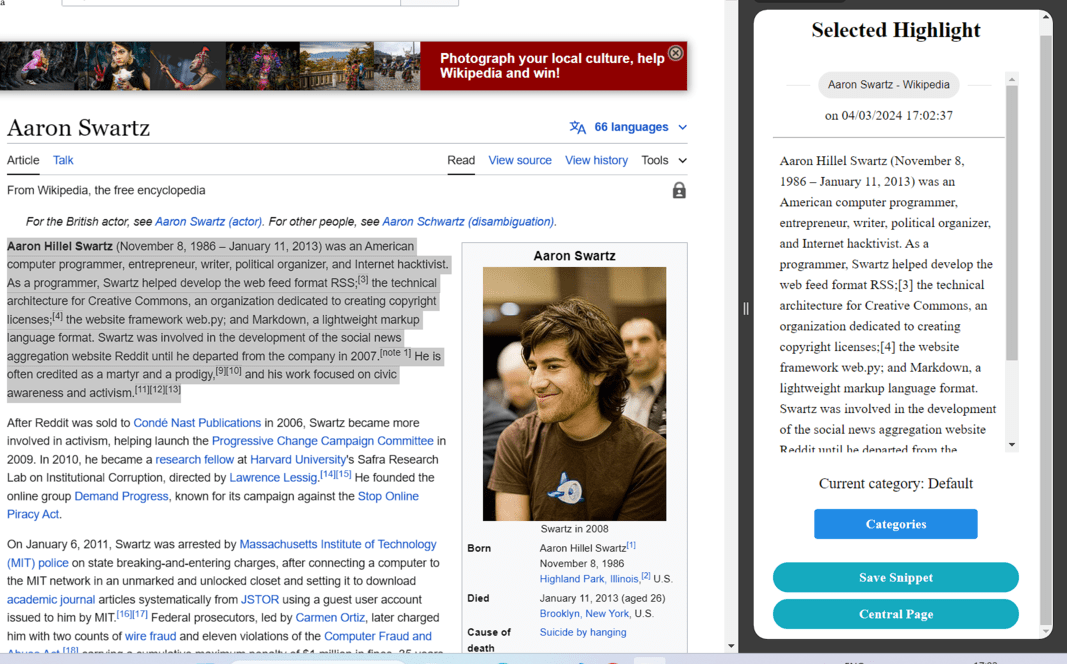 Photograph your local culture, help
Wikipedia and win!
Aaron Swartz
66 languages
Article Talk
Read View source View history Tools
From Wikipedia, the free encyclopedia
For the British actor, see Aaron Swartz (actor). For other people, see Aaron Schwartz (disambiguation).
Aaron Hillel Swartz (November 8, 1986 – January 11, 2013) was an American
computer programmer, entrepreneur, writer, political organizer, and Internet hacktivist.
As a programmer, Swartz helped develop the web feed format RSS;[3] the technical
architecture for Creative Commons, an organization dedicated to creating copyright
licenses;[4] the website framework web.py; and Markdown, a lightweight markup
language format. Swartz was involved in the development of the social news
aggregation website Reddit until he departed from the company in 2007.[note 1] He is
often credited as a martyr and a prodigy,[9][10] and his work focused on civic
awareness and activism.[11][12][13]
After Reddit was sold to Condé Nast Publications in 2006, Swartz became more
involved in activism, helping launch the Progressive Change Campaign Committee in
2009. In 2010, he became a research fellow at Harvard University's Safra Research
Lab on Institutional Corruption, directed by Lawrence Lessig.[14][15] He founded the
online group Demand Progress, known for its campaign against the Stop Online
Piracy Act.
On January 6, 2011, Swartz was arrested by Massachusetts Institute of Technology
(MIT) police on state breaking-and-entering charges, after connecting a computer to
the MIT network in an unmarked and unlocked closet and setting it to download
academic journal articles systematically from JSTOR using a guest user account
issued to him by MIT.[16][17] Federal prosecutors, led by Carmen Ortiz, later charged
him with two counts of wire fraud and eleven violations of the Computer Fraud and
Abuse Act,[18] carrying a cumulative maximum penalty of $1 million in fines, 35 years
Aaron Swartz
Swartz in 2008
Born Aaron Hillel Swartz[1]
November 8, 1986
Highland Park, Illinois,[2] U.S.
Died January 11, 2013 (aged 26)
Brooklyn, New York, U.S.
Cause of Suicide by hanging
death
Selected Highlight
Aaron Swartz - Wikipedia
on 04/03/2024 17:02:37
Aaron Hillel Swartz (November 8,
1986 – January 11, 2013) was an
American computer programmer,
entrepreneur, writer, political organizer,
and Internet hacktivist. As a
programmer, Swartz helped develop the
web feed format RSS;[3] the technical
architecture for Creative Commons, an
organization dedicated to creating
copyright licenses;[4] the website
framework web.py; and Markdown, a
lightweight markup language format.
Swartz was involved in the development
of the social news aggregation website
Reddit until he departed from the
Current category: Default
Categories
Save Snippet
Central Page